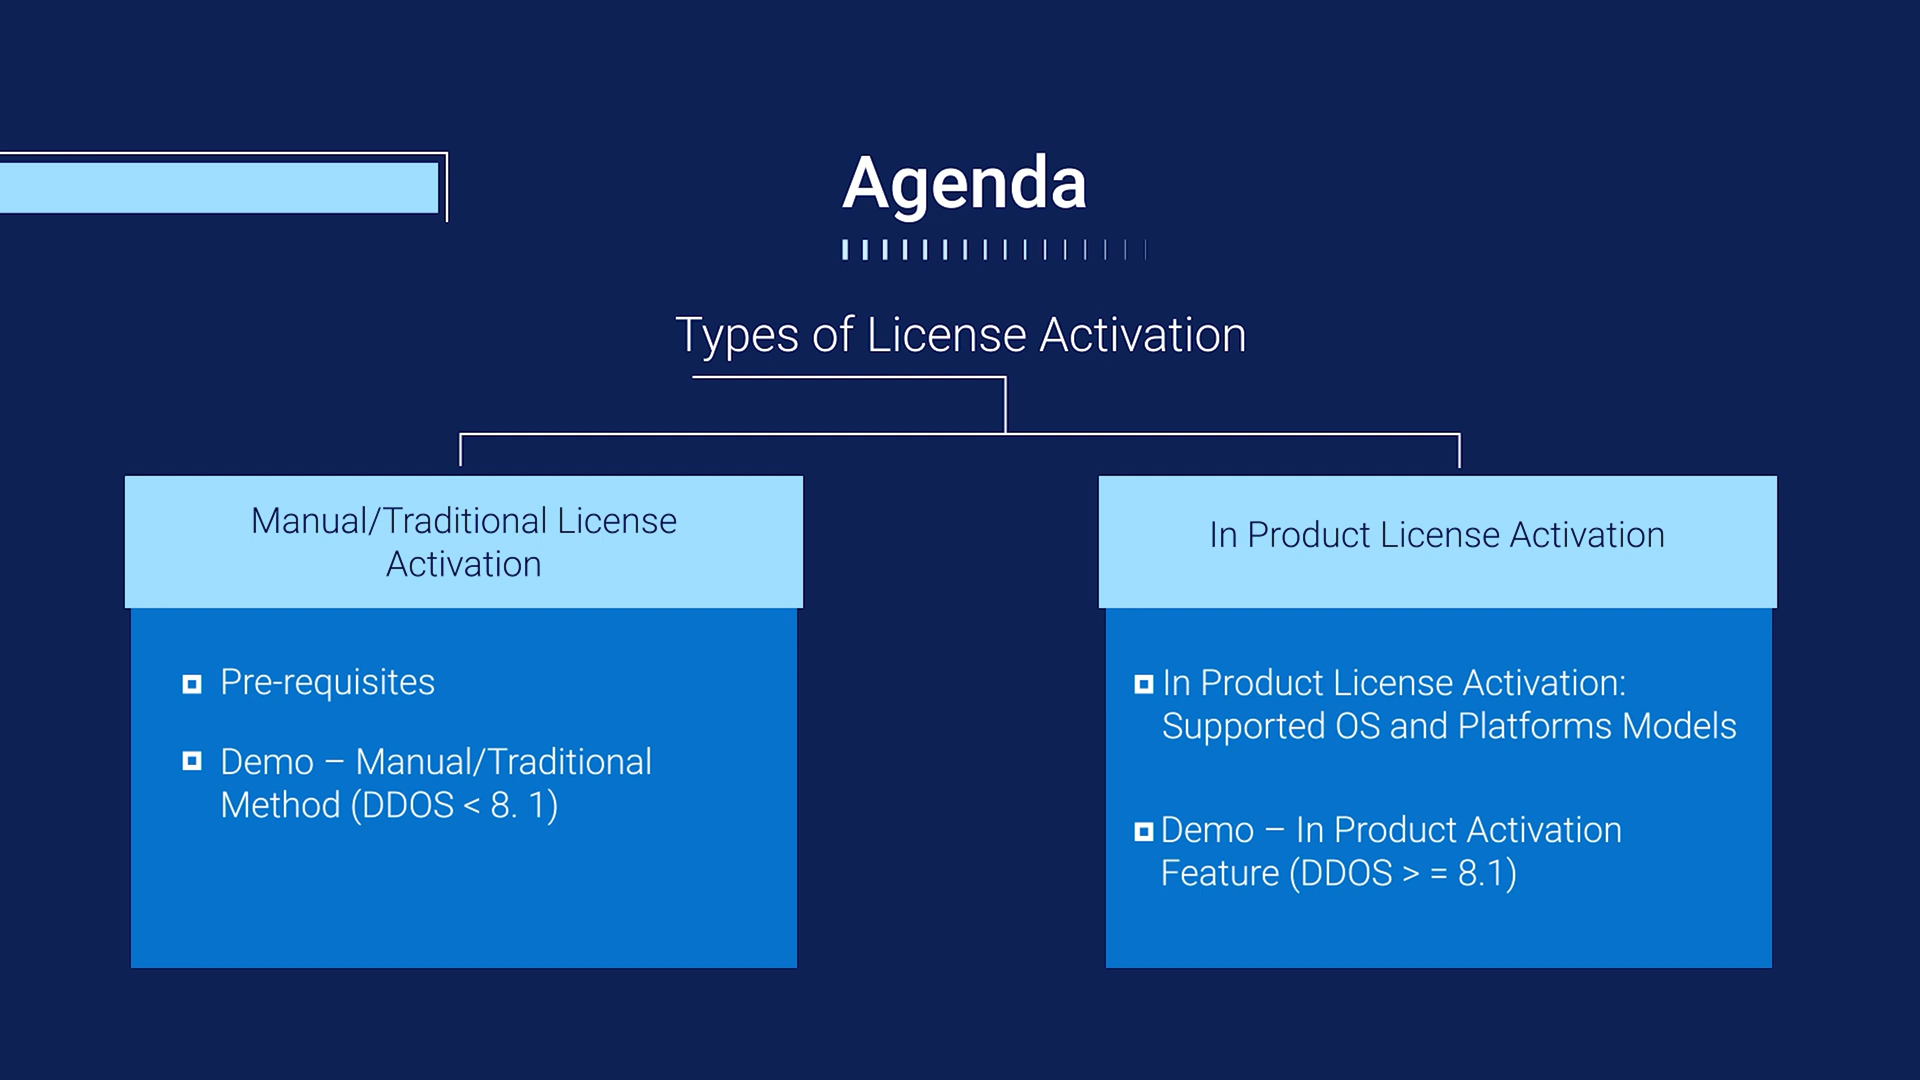 Agenda
Types of License Activation
Manual/Traditional License
Activation
Pre-requisites
Demo – Manual/Traditional
Method (DDOS < 8. 1)
In Product License Activation
In Product License Activation:
Supported OS and Platforms Models
Demo – In Product Activation
Feature (DDOS > = 8.1)